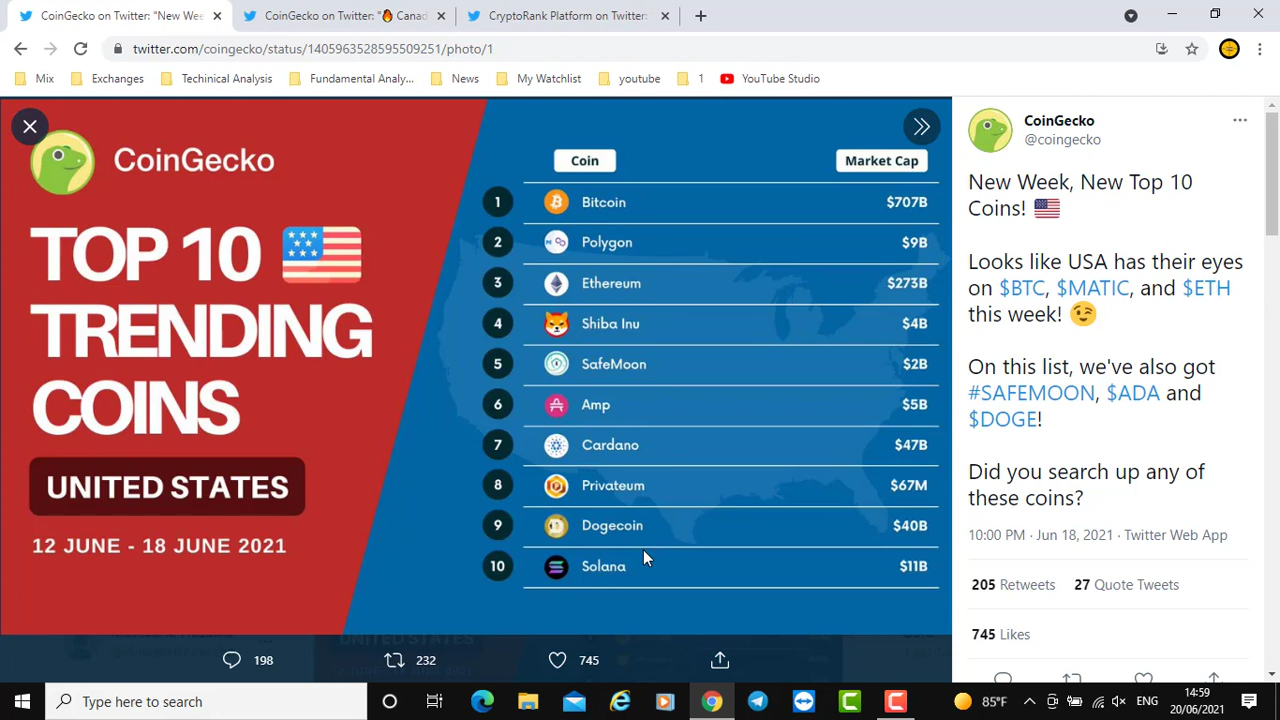 CoinGecko on Twitter: "New Wee
CoinGecko on Twitter: "🔥 Canad
CryptoRank Platform on Twitter:
twitter.com/coingecko/status/1405963528595509251/photo/1
Mix
Exchanges
Techinical Analysis
Fundamental Analy...
News
My Watchlist
youtube
1
YouTube Studio
CoinGecko
TOP 10
TRENDING
COINS
UNITED STATES
12 JUNE - 18 JUNE 2021
Coin Market Cap
1 Bitcoin $707B
2 Polygon $9B
3 Ethereum $273B
4 Shiba Inu $4B
5 SafeMoon $2B
6 Amp $5B
7 Cardano $47B
8 Privateum $67M
9 Dogecoin $40B
10 Solana $11B
198 232 745
CoinGecko
@coingecko
New Week, New Top 10
Coins! 🇺🇸
Looks like USA has their eyes
on $BTC, $MATIC, and $ETH
this week! 😉
On this list, we've also got
#SAFEMOON, $ADA and
$DOGE!
Did you search up any of
these coins?
10:00 PM · Jun 18, 2021 · Twitter Web App
205 Retweets 27 Quote Tweets
745 Likes
Type here to search
85°F
ENG
14:59
20/06/2021